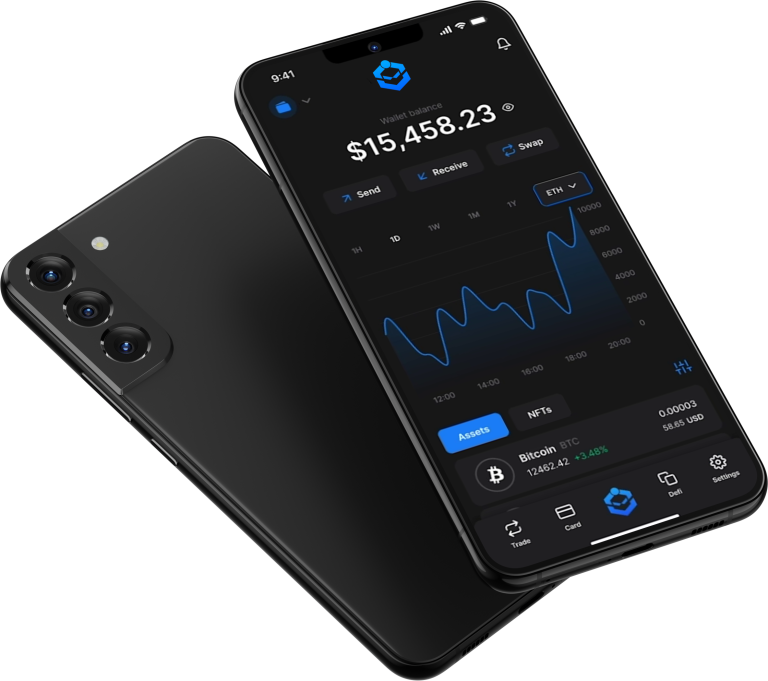 9:41
Wallet balance
$15,458.23
Send
Receive
Swap
1H
1D
1W
1M
1Y
ETH
10000
8000
6000
4000
2000
0
12:00
14:00
16:00
18:00
20:00
Assets
NFTs
Bitcoin BTC
12462.42 +3.48%
0.00003
58.65 USD
Trade
Card
Defi
Settings